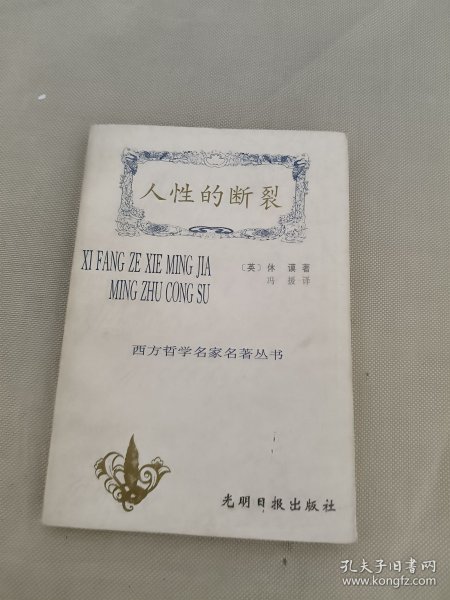 人性的断裂
〔英〕休 谟 著
冯 援 译
XI FANG ZE XIE MING JIA
MING ZHU CONG SU
西方哲学名家名著丛书
光明日报出版社
孔夫子旧书网
www.kongfz.com